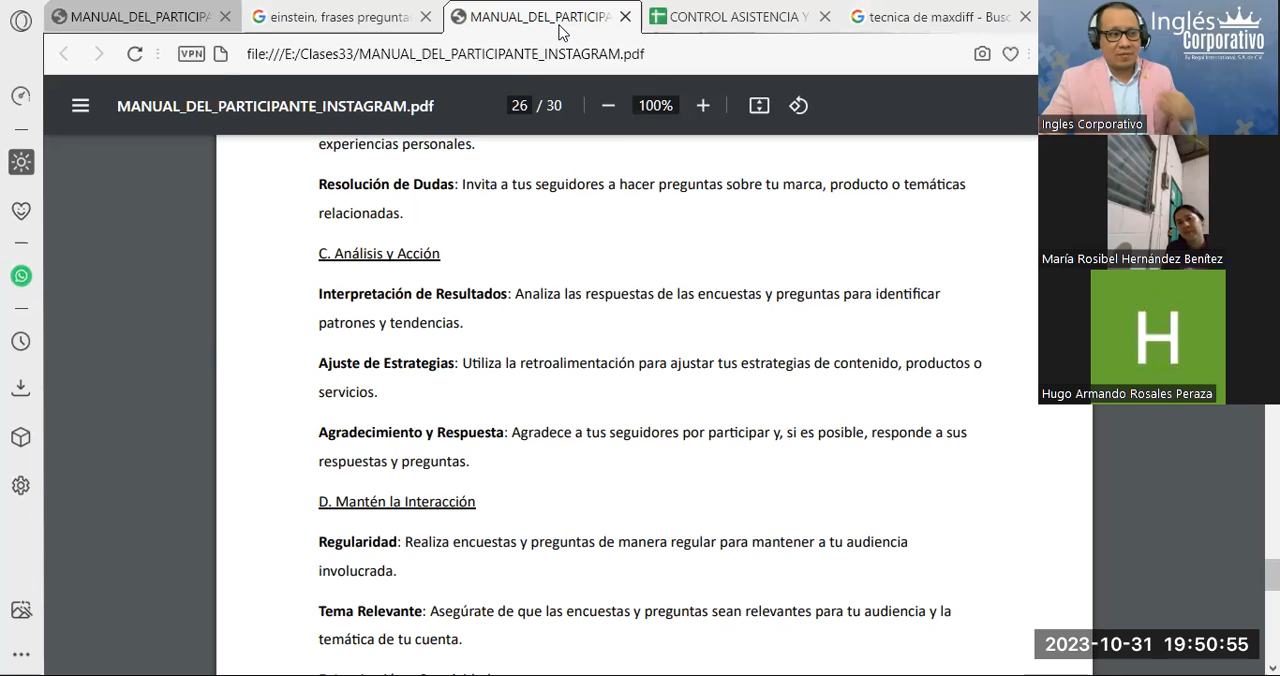 MANUAL_DEL_PARTICIPA
einstein, frases pregunta
MANUAL_DEL_PARTICIPA
CONTROL ASISTENCIA Y
tecnica de maxdiff - Busc
VPN
file:///E:/Clases33/MANUAL_DEL_PARTICIPANTE_INSTAGRAM.pdf
MANUAL_DEL_PARTICIPANTE_INSTAGRAM.pdf
26 / 30
100%
experiencias personales.
Resolución de Dudas: Invita a tus seguidores a hacer preguntas sobre tu marca, producto o temáticas
relacionadas.
C. Análisis y Acción
Interpretación de Resultados: Analiza las respuestas de las encuestas y preguntas para identificar
patrones y tendencias.
Ajuste de Estrategias: Utiliza la retroalimentación para ajustar tus estrategias de contenido, productos o
servicios.
Agradecimiento y Respuesta: Agradece a tus seguidores por participar y, si es posible, responde a sus
respuestas y preguntas.
D. Mantén la Interacción
Regularidad: Realiza encuestas y preguntas de manera regular para mantener a tu audiencia
involucrada.
Tema Relevante: Asegúrate de que las encuestas y preguntas sean relevantes para tu audiencia y la
temática de tu cuenta.
Inglés
Corporativo
Ingles Corporativo
María Rosibel Hernández Benítez
H
Hugo Armando Rosales Peraza
2023-10-31 19:50:55